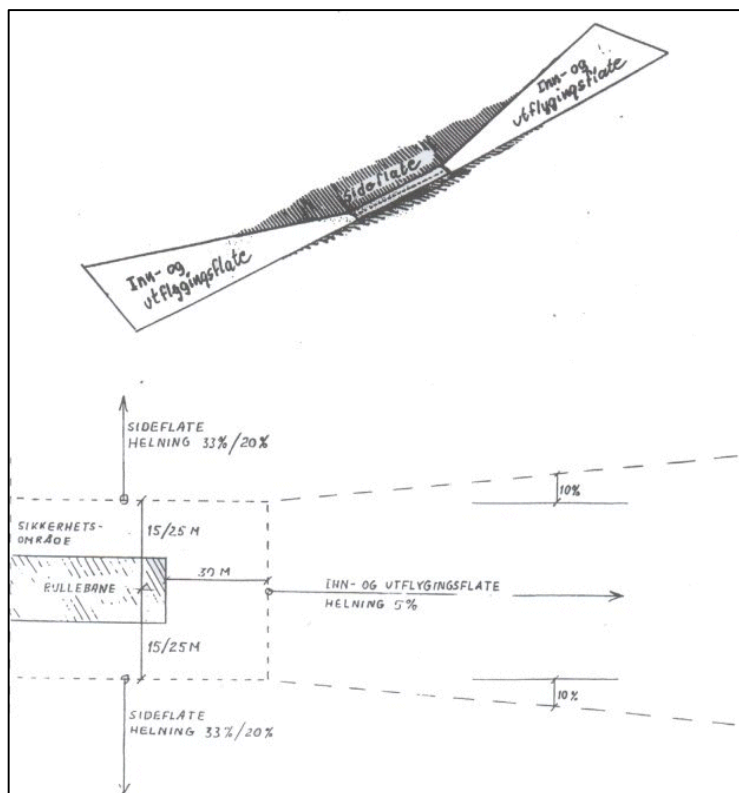 Inn- og
utflygingsflate
Sideflate
Inn- og
utflygingsflate
SIDEFLATE
HELNING 33%/20%
10%
15/25 M
SIKKERHETS-
OMRÅDE
30 M
RULLEBANE
INN- OG UTFLYGINGSFLATE
HELNING 5%
15/25 M
10%
SIDEFLATE
HELNING 33%/20%